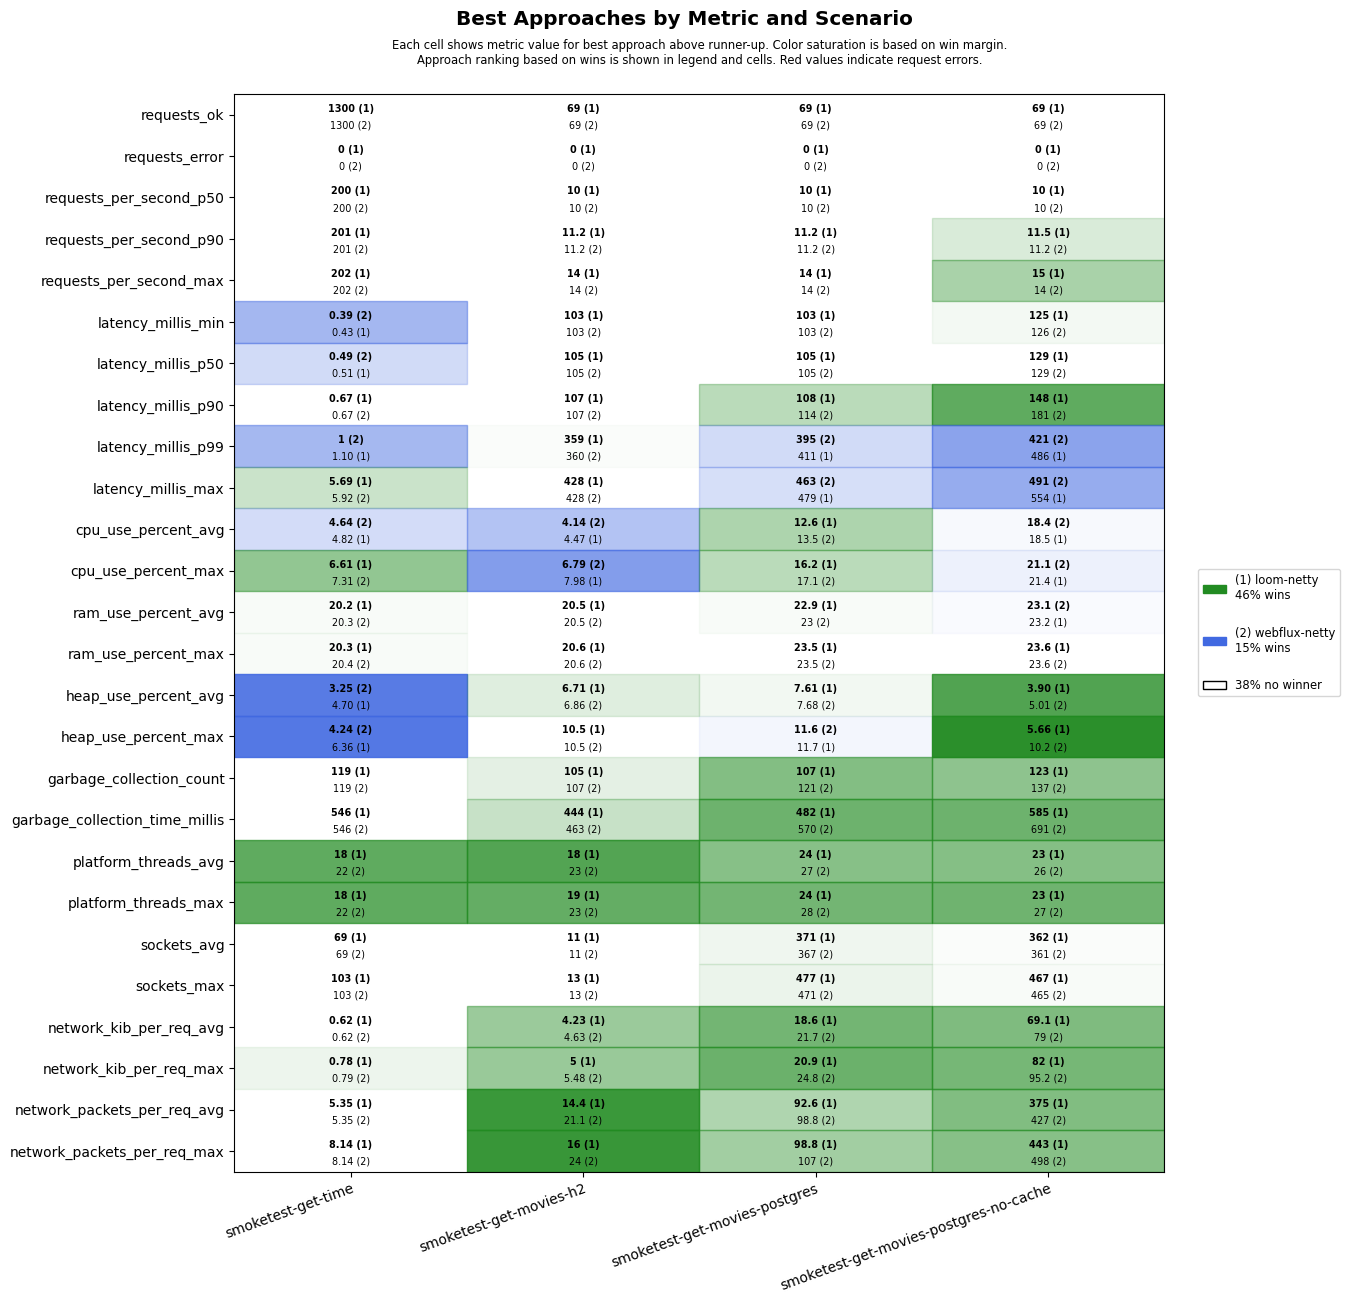 Best Approaches by Metric and Scenario
Each cell shows metric value for best approach above runner-up. Color saturation is based on win margin.
Approach ranking based on wins is shown in legend and cells. Red values indicate request errors.
requests_ok
1300 (1) 69 (1) 69 (1) 69 (1)
1300 (2) 69 (2) 69 (2) 69 (2)
requests_error
0 (1) 0 (1) 0 (1) 0 (1)
0 (2) 0 (2) 0 (2) 0 (2)
requests_per_second_p50
200 (1) 10 (1) 10 (1) 10 (1)
200 (2) 10 (2) 10 (2) 10 (2)
requests_per_second_p90
201 (1) 11.2 (1) 11.2 (1) 11.5 (1)
201 (2) 11.2 (2) 11.2 (2) 11.2 (2)
requests_per_second_max
202 (1) 14 (1) 14 (1) 15 (1)
202 (2) 14 (2) 14 (2) 14 (2)
latency_millis_min
0.39 (2) 103 (1) 103 (1) 125 (1)
0.43 (1) 103 (2) 103 (2) 126 (2)
latency_millis_p50
0.49 (2) 105 (1) 105 (1) 129 (1)
0.51 (1) 105 (2) 105 (2) 129 (2)
latency_millis_p90
0.67 (1) 107 (1) 108 (1) 148 (1)
0.67 (2) 107 (2) 114 (2) 181 (2)
latency_millis_p99
1 (2) 359 (1) 395 (2) 421 (2)
1.10 (1) 360 (2) 411 (1) 486 (1)
latency_millis_max
5.69 (1) 428 (1) 463 (2) 491 (2)
5.92 (2) 428 (2) 479 (1) 554 (1)
cpu_use_percent_avg
4.64 (2) 4.14 (2) 12.6 (1) 18.4 (2)
4.82 (1) 4.47 (1) 13.5 (2) 18.5 (1)
cpu_use_percent_max
6.61 (1) 6.79 (2) 16.2 (1) 21.1 (2)
7.31 (2) 7.98 (1) 17.1 (2) 21.4 (1)
ram_use_percent_avg
20.2 (1) 20.5 (1) 22.9 (1) 23.1 (2)
20.3 (2) 20.5 (2) 23 (2) 23.2 (1)
ram_use_percent_max
20.3 (1) 20.6 (1) 23.5 (1) 23.6 (1)
20.4 (2) 20.6 (2) 23.5 (2) 23.6 (2)
heap_use_percent_avg
3.25 (2) 6.71 (1) 7.61 (1) 3.90 (1)
4.70 (1) 6.86 (2) 7.68 (2) 5.01 (2)
heap_use_percent_max
4.24 (2) 10.5 (1) 11.6 (2) 5.66 (1)
6.36 (1) 10.5 (2) 11.7 (1) 10.2 (2)
garbage_collection_count
119 (1) 105 (1) 107 (1) 123 (1)
119 (2) 107 (2) 121 (2) 137 (2)
garbage_collection_time_millis
546 (1) 444 (1) 482 (1) 585 (1)
546 (2) 463 (2) 570 (2) 691 (2)
platform_threads_avg
18 (1) 18 (1) 24 (1) 23 (1)
22 (2) 23 (2) 27 (2) 26 (2)
platform_threads_max
18 (1) 19 (1) 24 (1) 23 (1)
22 (2) 23 (2) 28 (2) 27 (2)
sockets_avg
69 (1) 11 (1) 371 (1) 362 (1)
69 (2) 11 (2) 367 (2) 361 (2)
sockets_max
103 (1) 13 (1) 477 (1) 467 (1)
103 (2) 13 (2) 471 (2) 465 (2)
network_kib_per_req_avg
0.62 (1) 4.23 (1) 18.6 (1) 69.1 (1)
0.62 (2) 4.63 (2) 21.7 (2) 79 (2)
network_kib_per_req_max
0.78 (1) 5 (1) 20.9 (1) 82 (1)
0.79 (2) 5.48 (2) 24.8 (2) 95.2 (2)
network_packets_per_req_avg
5.35 (1) 14.4 (1) 92.6 (1) 375 (1)
5.35 (2) 21.1 (2) 98.8 (2) 427 (2)
network_packets_per_req_max
8.14 (1) 16 (1) 98.8 (1) 443 (1)
8.14 (2) 24 (2) 107 (2) 498 (2)
smoketest-get-time
smoketest-get-movies-h2
smoketest-get-movies-postgres
smoketest-get-movies-postgres-no-cache
(1) loom-netty
46% wins
(2) webflux-netty
15% wins
38% no winner